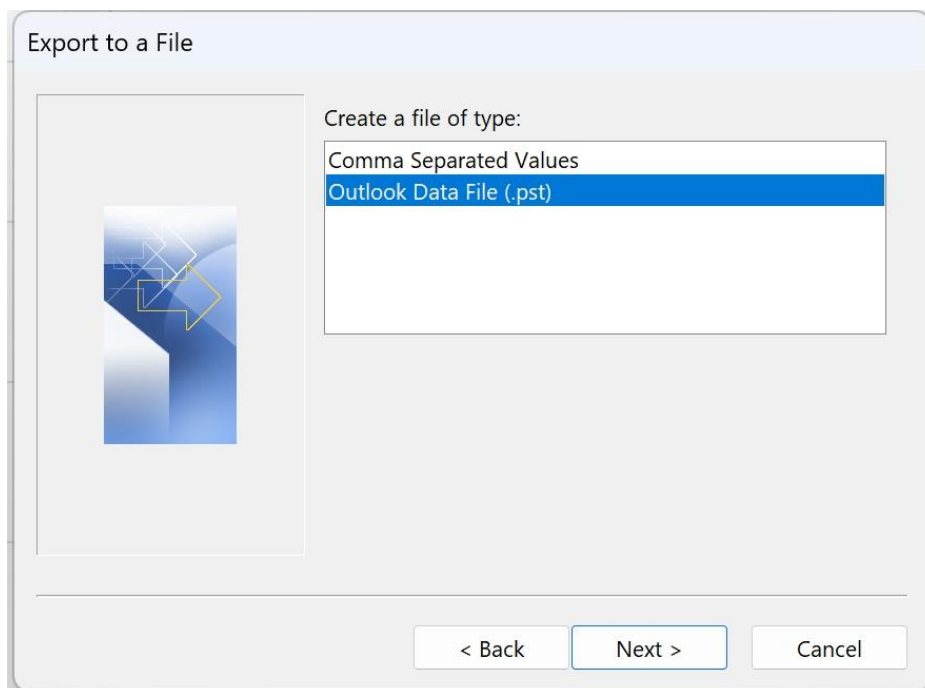 Export to a File
Create a file of type:
Comma Separated Values
Outlook Data File (.pst)
< Back
Next >
Cancel